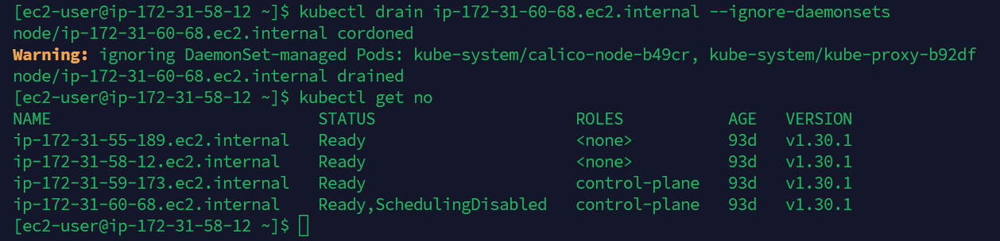 [ec2-user@ip-172-31-58-12 ~]$ kubectl drain ip-172-31-60-68.ec2.internal --ignore-daemonsets
node/ip-172-31-60-68.ec2.internal cordoned
Warning: ignoring DaemonSet-managed Pods: kube-system/calico-node-b49cr, kube-system/kube-proxy-b92df
node/ip-172-31-60-68.ec2.internal drained
[ec2-user@ip-172-31-58-12 ~]$ kubectl get no
NAME                            STATUS                     ROLES           AGE   VERSION
ip-172-31-55-189.ec2.internal   Ready                      <none>          93d   v1.30.1
ip-172-31-58-12.ec2.internal    Ready                      <none>          93d   v1.30.1
ip-172-31-59-173.ec2.internal   Ready                      control-plane   93d   v1.30.1
ip-172-31-60-68.ec2.internal    Ready,SchedulingDisabled   control-plane   93d   v1.30.1
[ec2-user@ip-172-31-58-12 ~]$